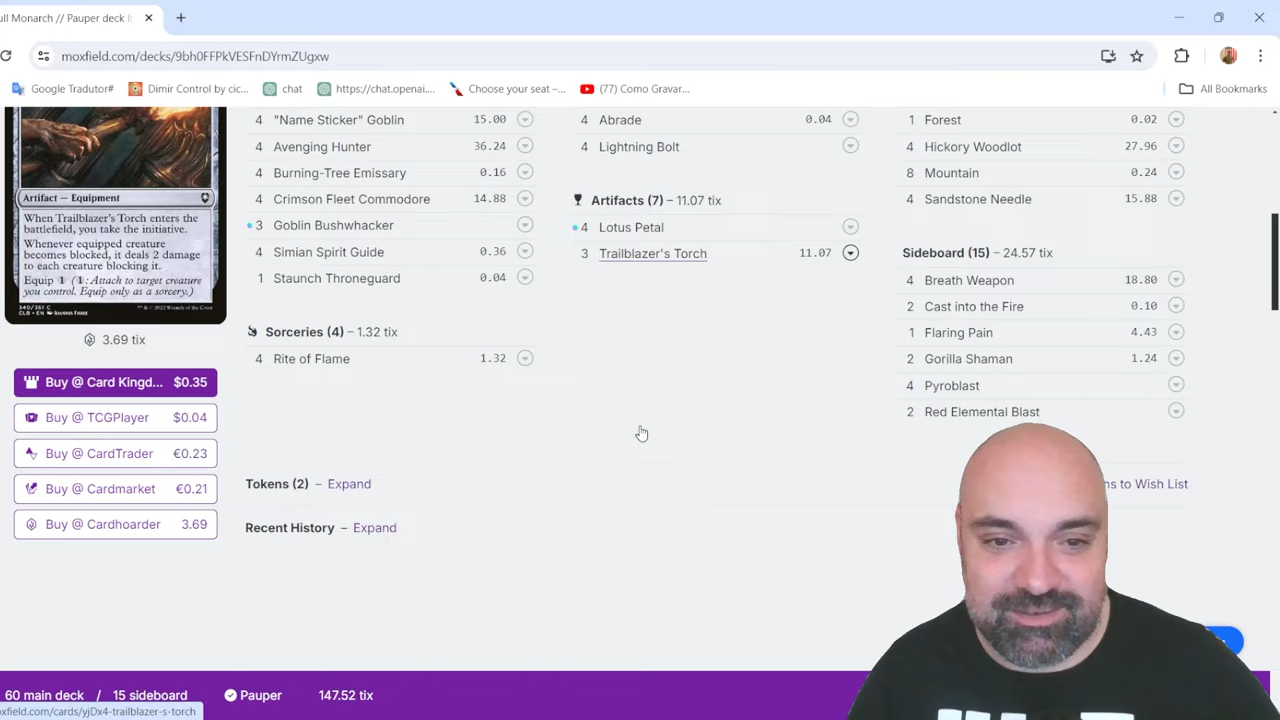 ull Monarch // Pauper deck li
moxfield.com/decks/9bh0FFPkVESFnDYrmZUgxw
Google Tradutor#
Dimir Control by cic...
chat
https://chat.openai....
Choose your seat –...
(77) Como Gravar...
All Bookmarks
Artifact — Equipment
When Trailblazer's Torch enters the
battlefield, you take the initiative.
Whenever equipped creature
becomes blocked, it deals 2 damage
to each creature blocking it.
Equip 1 (1: Attach to target creature
you control. Equip only as a sorcery.)
340/361 C
3.69 tix
Buy @ Card Kingd... $0.35
Buy @ TCGPlayer $0.04
Buy @ CardTrader €0.23
Buy @ Cardmarket €0.21
Buy @ Cardhoarder 3.69
4 "Name Sticker" Goblin 15.00
4 Avenging Hunter 36.24
4 Burning-Tree Emissary 0.16
4 Crimson Fleet Commodore 14.88
3 Goblin Bushwhacker
4 Simian Spirit Guide 0.36
1 Staunch Throneguard 0.04
Sorceries (4) – 1.32 tix
4 Rite of Flame 1.32
4 Abrade 0.04
4 Lightning Bolt
Artifacts (7) – 11.07 tix
4 Lotus Petal
3 Trailblazer's Torch 11.07
1 Forest 0.02
4 Hickory Woodlot 27.96
8 Mountain 0.24
4 Sandstone Needle 15.88
Sideboard (15) – 24.57 tix
4 Breath Weapon 18.80
2 Cast into the Fire 0.10
1 Flaring Pain 4.43
2 Gorilla Shaman 1.24
4 Pyroblast
2 Red Elemental Blast
Tokens (2) – Expand
ns to Wish List
Recent History – Expand
60 main deck / 15 sideboard
Pauper
147.52 tix
oxfield.com/cards/yjDx4-trailblazer-s-torch